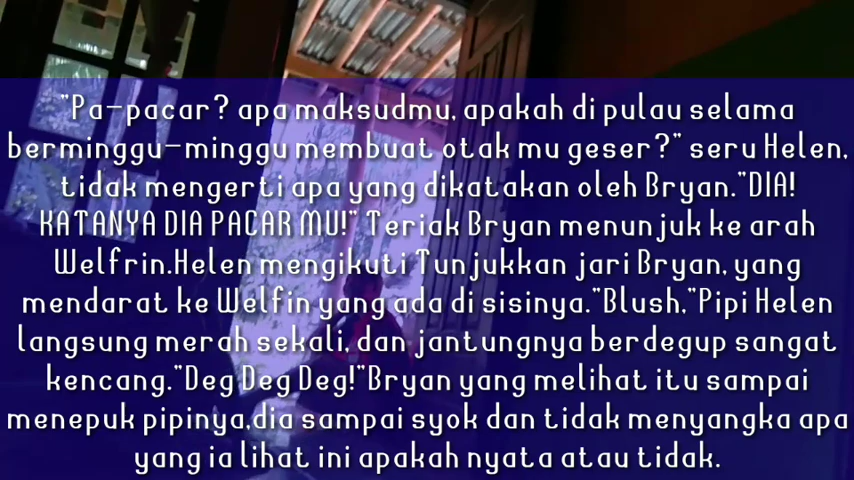 "Pa-pacar? apa maksudmu, apakah di pulau selama
berminggu-minggu membuat otak mu geser?" seru Helen,
tidak mengerti apa yang dikatakan oleh Bryan."DIA!
KATANYA DIA PACAR MU!" Teriak Bryan menunjuk ke arah
Welfrin.Helen mengikuti Tunjukkan jari Bryan, yang
mendarat ke Welfin yang ada di sisinya."Blush,"Pipi Helen
langsung merah sekali, dan jantungnya berdegup sangat
kencang."Deg Deg Deg!"Bryan yang melihat itu sampai
menepuk pipinya,dia sampai syok dan tidak menyangka apa
yang ia lihat ini apakah nyata atau tidak.